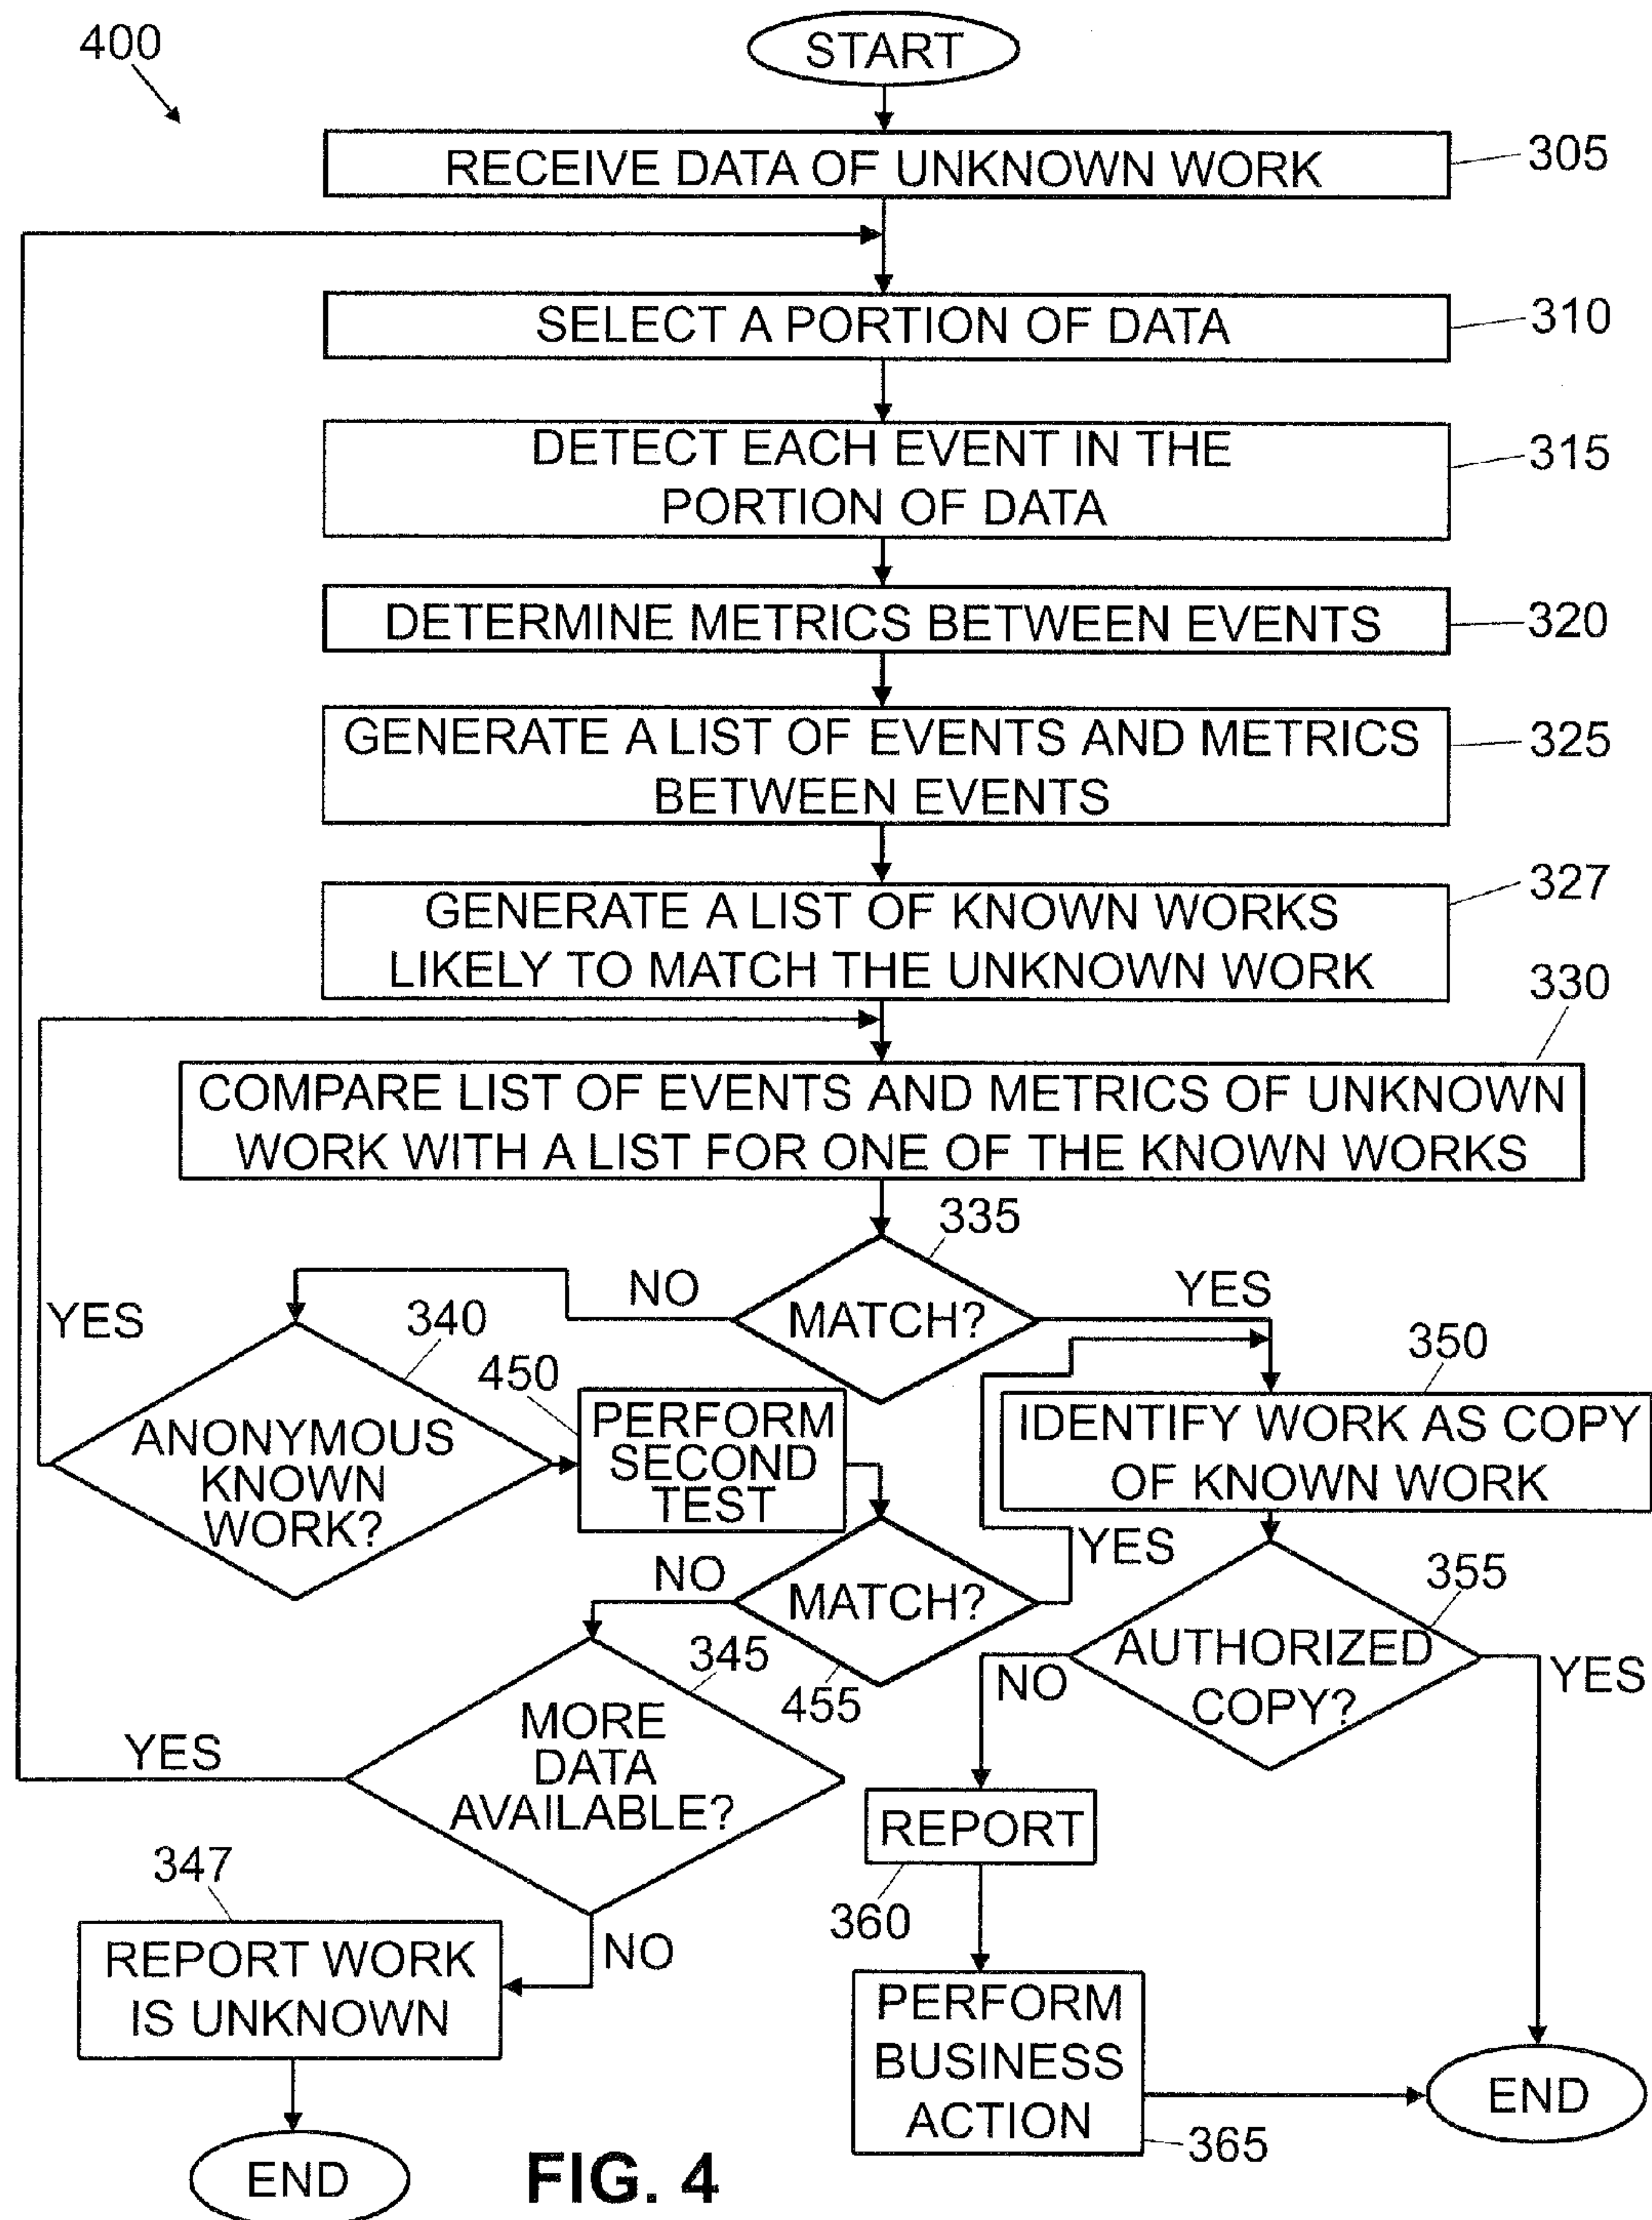 400
START
RECEIVE DATA OF UNKNOWN WORK
305
SELECT A PORTION OF DATA
310
DETECT EACH EVENT IN THE
PORTION OF DATA
315
DETERMINE METRICS BETWEEN EVENTS
320
GENERATE A LIST OF EVENTS AND METRICS
BETWEEN EVENTS
325
GENERATE A LIST OF KNOWN WORKS
LIKELY TO MATCH THE UNKNOWN WORK
327
330
COMPARE LIST OF EVENTS AND METRICS OF UNKNOWN
WORK WITH A LIST FOR ONE OF THE KNOWN WORKS
335
MATCH?
NO
YES
YES
340
ANONYMOUS
KNOWN
WORK?
450
PERFORM
SECOND
TEST
350
IDENTIFY WORK AS COPY
OF KNOWN WORK
MATCH?
NO
YES
455
355
AUTHORIZED
COPY?
NO
YES
345
MORE
DATA
AVAILABLE?
YES
NO
347
REPORT WORK
IS UNKNOWN
END
REPORT
360
PERFORM
BUSINESS
ACTION
365
END
FIG. 4